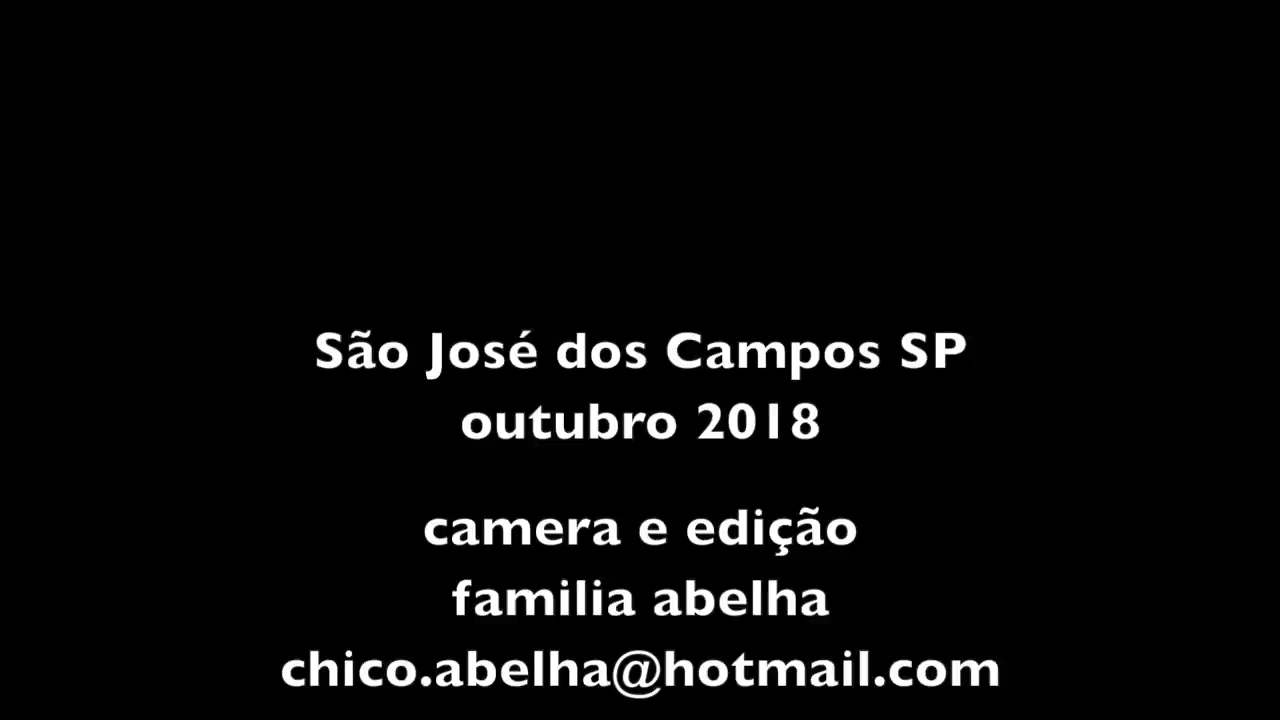 São José dos Campos SP
outubro 2018
camera e edição
familia abelha
chico.abelha@hotmail.com